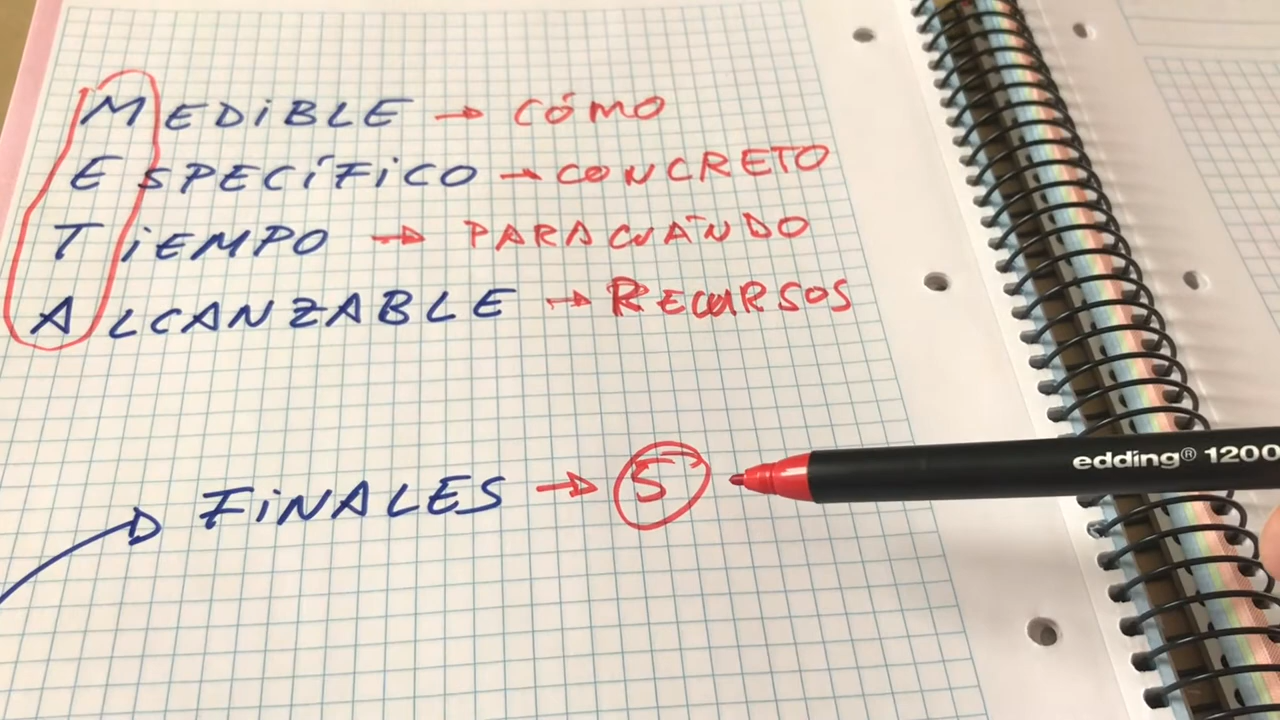 MEDiBLE → CÓMO
ESPECÍFiCO → CONCRETO
TiEMPO → PARA CUÁNDO
ALCANZABLE → RECURSOS
FiNALES → 5
edding® 1200